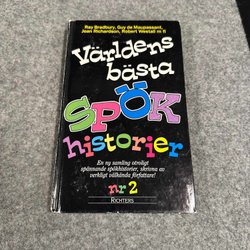 Ray Bradbury, Guy de Maupassant,
Jean Richardson, Robert Westall m fl
Världens
bästa
SPÖK
historier
En ny samling otroligt
spännande spökhistorier, skrivna av
verkligt välkända författare!
nr 2
RICHTERS